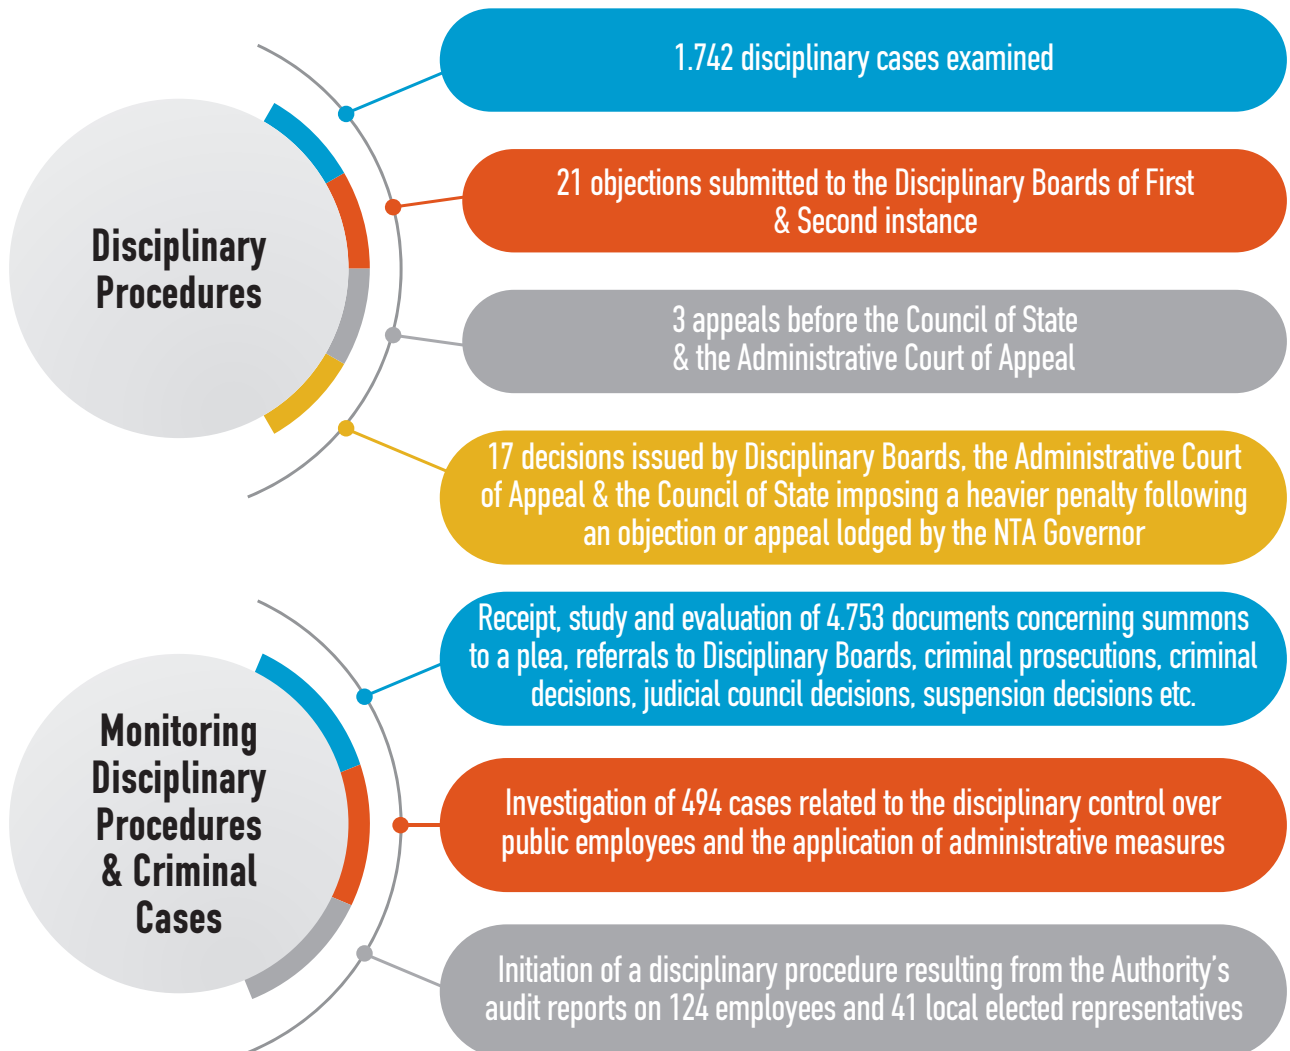 Disciplinary
Procedures
1.742 disciplinary cases examined
21 objections submitted to the Disciplinary Boards of First
& Second instance
3 appeals before the Council of State
& the Administrative Court of Appeal
17 decisions issued by Disciplinary Boards, the Administrative Court
of Appeal & the Council of State imposing a heavier penalty following
an objection or appeal lodged by the NTA Governor
Monitoring
Disciplinary
Procedures
& Criminal
Cases
Receipt, study and evaluation of 4.753 documents concerning summons
to a plea, referrals to Disciplinary Boards, criminal prosecutions, criminal
decisions, judicial council decisions, suspension decisions etc.
Investigation of 494 cases related to the disciplinary control over
public employees and the application of administrative measures
Initiation of a disciplinary procedure resulting from the Authority's
audit reports on 124 employees and 41 local elected representatives